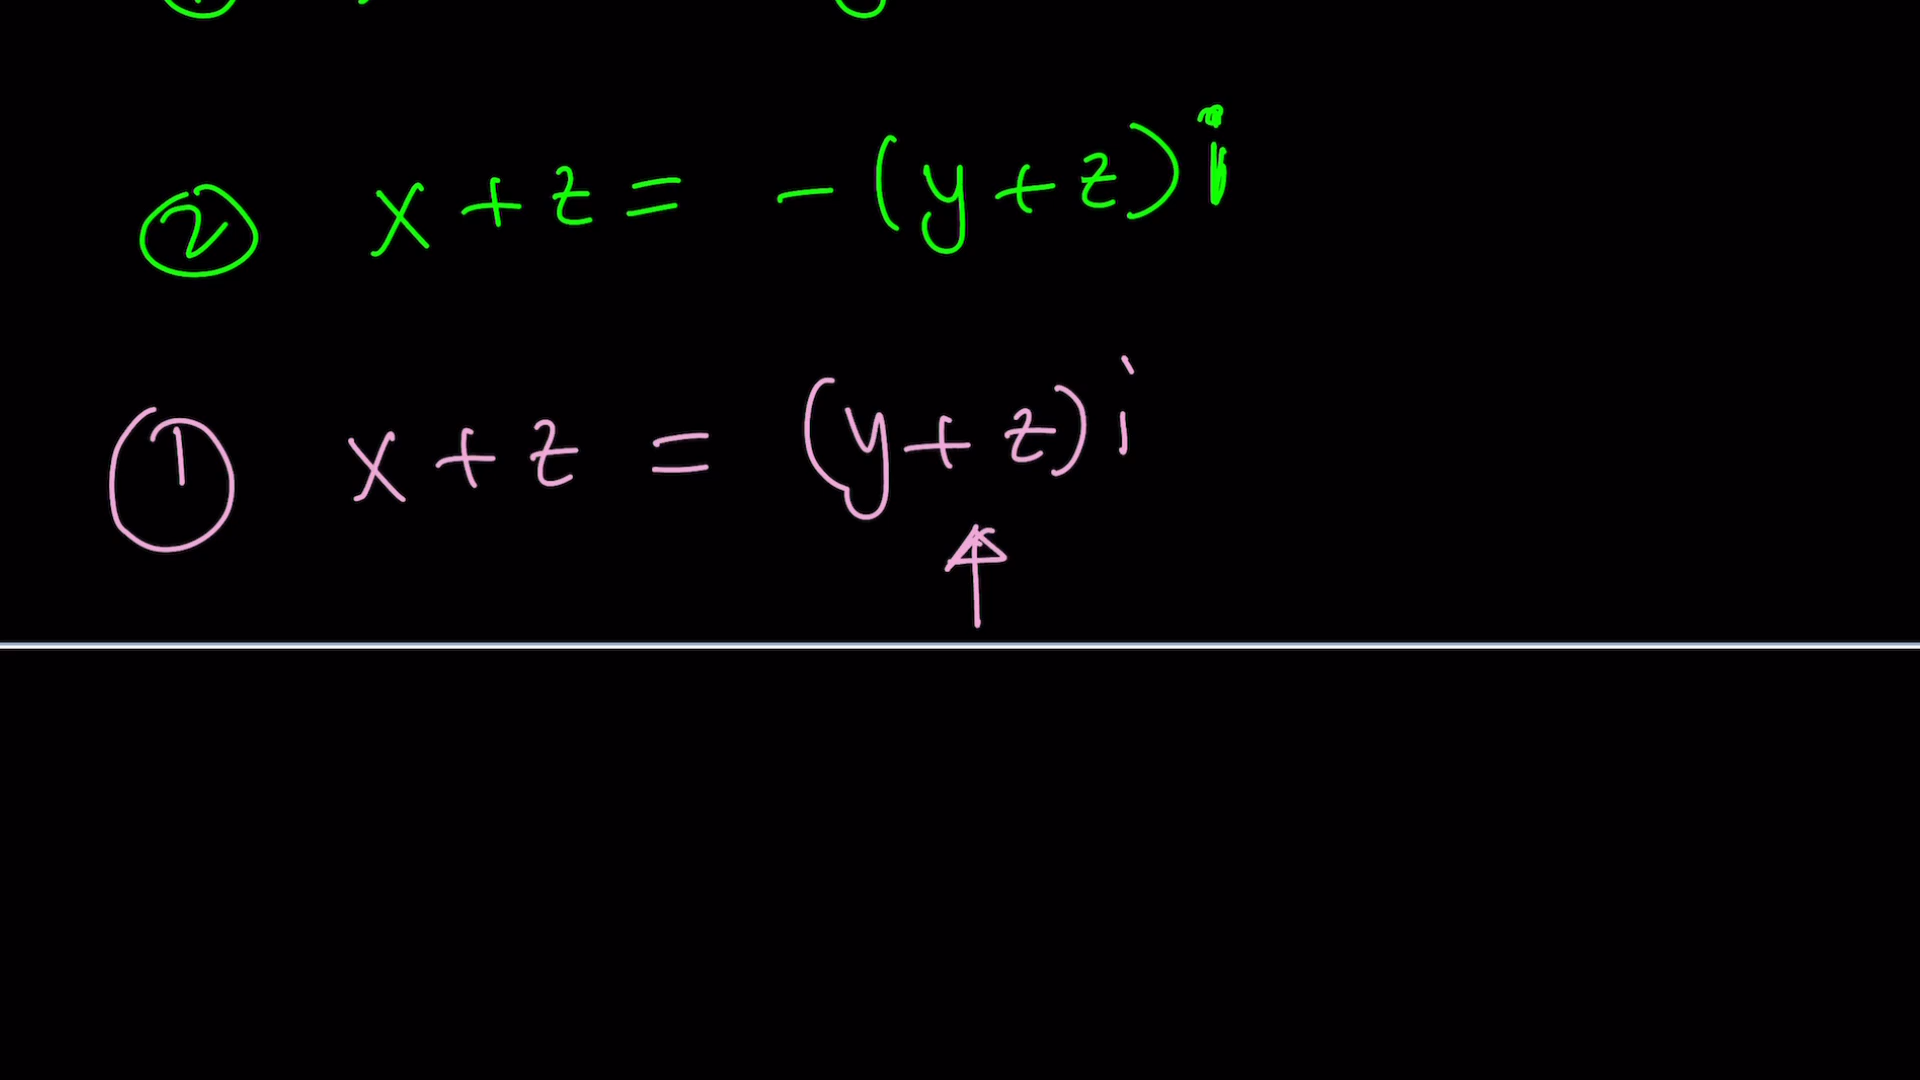 ② x + z = - (y + z) i
① x + z = (y + z) i